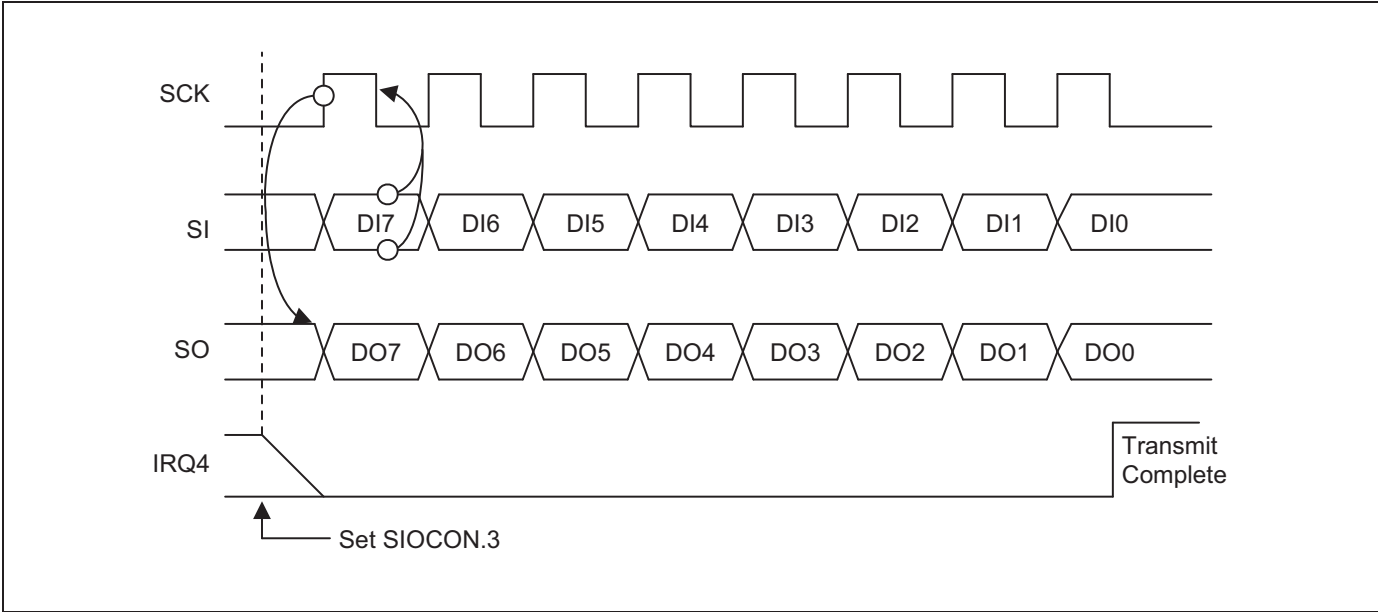 SCK
SI DI7 DI6 DI5 DI4 DI3 DI2 DI1 DI0
SO DO7 DO6 DO5 DO4 DO3 DO2 DO1 DO0
IRQ4
Transmit
Complete
Set SIOCON.3